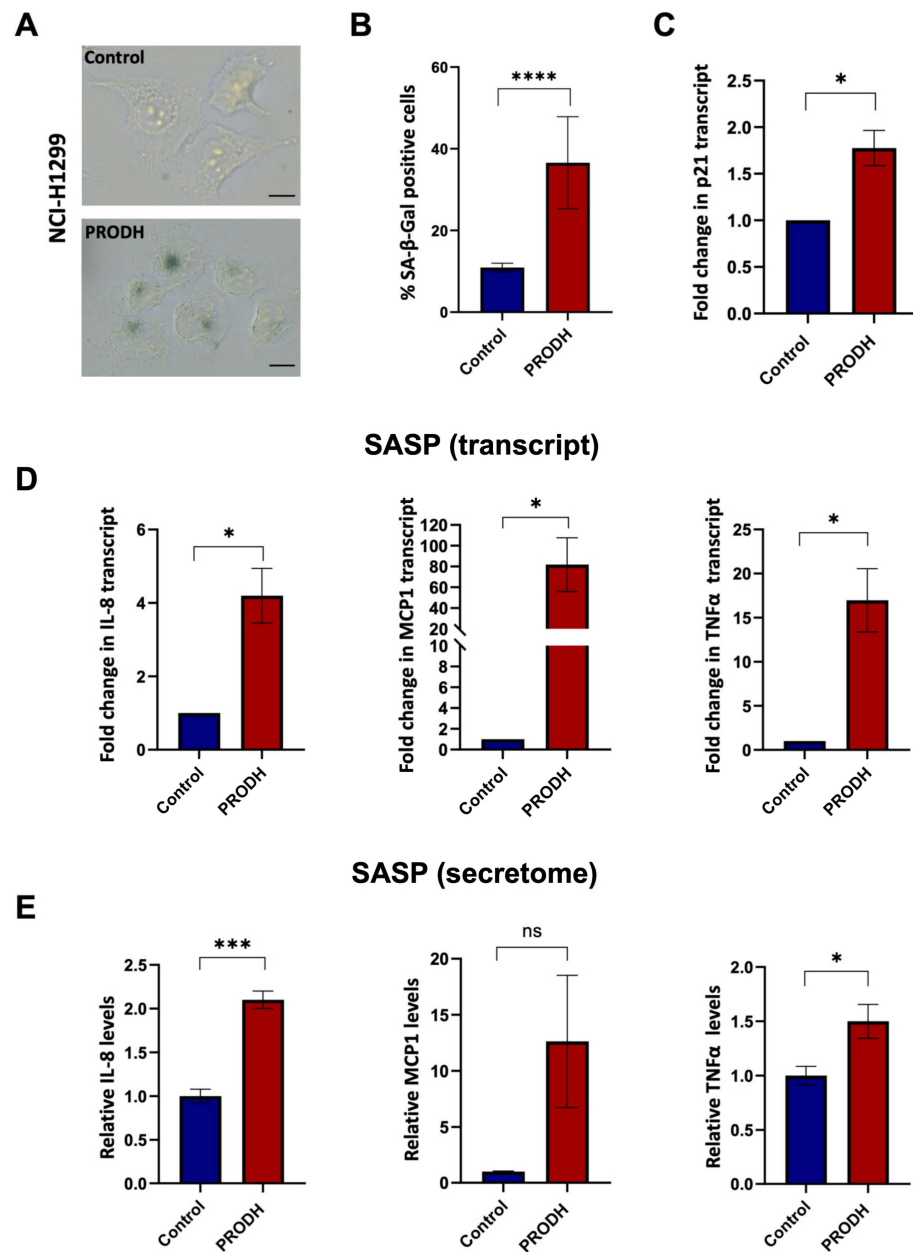 A
NCI-H1299
Control
PRODH
B
% SA-β-Gal positive cells
60
40
20
0
****
Control
PRODH
C
Fold change in p21 transcript
2.5
2.0
1.5
1.0
0.5
0.0
*
Control
PRODH
SASP (transcript)
D
Fold change in IL-8 transcript
6
4
2
0
*
Control
PRODH
Fold change in MCP1 transcript
120
100
80
60
40
20
10
8
6
4
2
0
*
Control
PRODH
Fold change in TNFα transcript
25
20
15
10
5
0
*
Control
PRODH
SASP (secretome)
E
Relative IL-8 levels
2.5
2.0
1.5
1.0
0.5
0.0
***
Control
PRODH
Relative MCP1 levels
20
15
10
5
0
ns
Control
PRODH
Relative TNFα levels
2.0
1.5
1.0
0.5
0.0
*
Control
PRODH